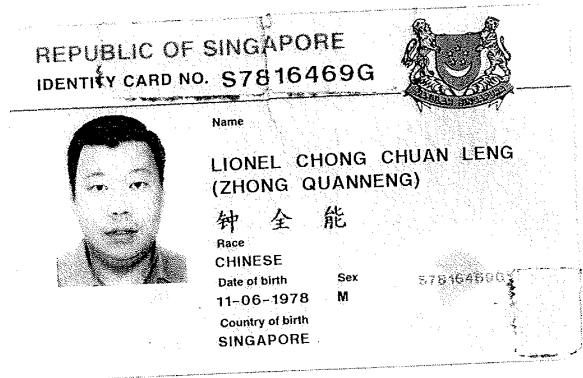 REPUBLIC OF SINGAPORE
IDENTITY CARD NO. S7816469G
Name
LIONEL CHONG CHUAN LENG
(ZHONG QUANNENG)
钟 全 能
Race
CHINESE
Date of birth Sex S7816469G
11-06-1978 M
Country of birth
SINGAPORE